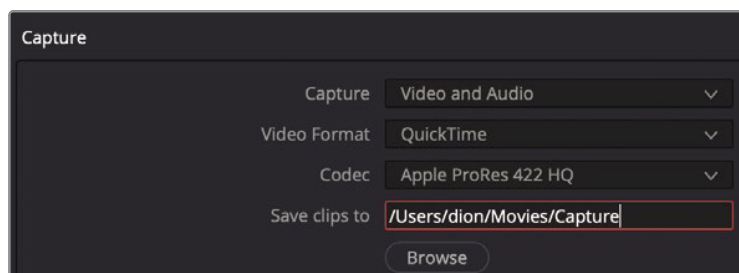 Capture
Capture Video and Audio
Video Format QuickTime
Codec Apple ProRes 422 HQ
Save clips to /Users/dion/Movies/Capture
Browse